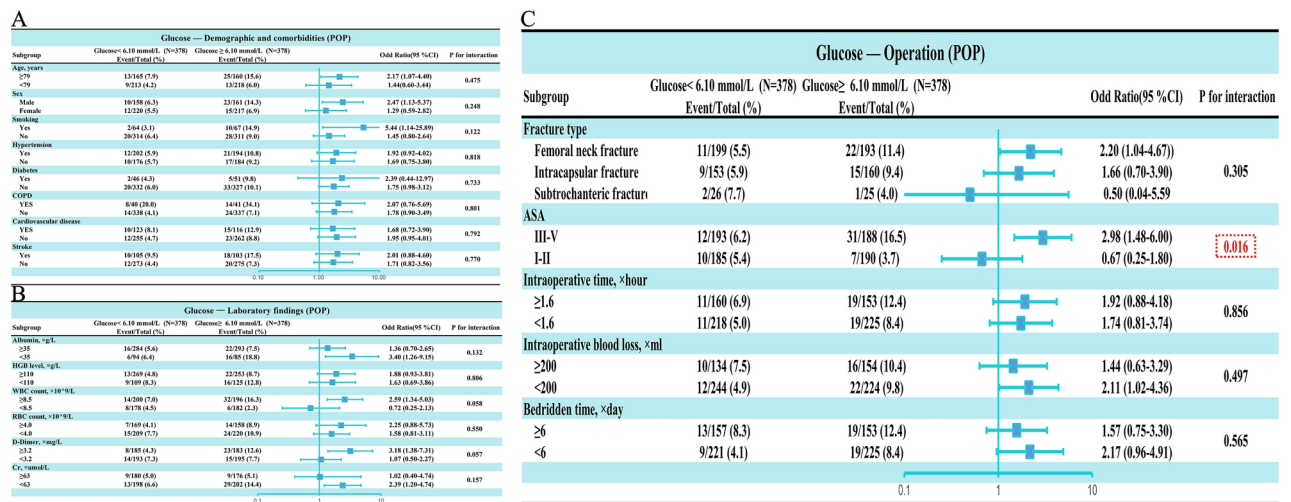 A
Glucose — Demographic and comorbidities (POP)
Subgroup Glucose< 6.10 mmol/L (N=378) Glucose ≥ 6.10 mmol/L (N=378) Odd Ratio(95 %CI) P for interaction
Event/Total (%) Event/Total (%)
Age, years
≥79 13/165 (7.9) 25/160 (15.6) 2.17 (1.07-4.40) 0.475
<79 9/213 (4.2) 13/218 (6.0) 1.44(0.60-3.44)
Sex
Male 10/158 (6.3) 23/161 (14.3) 2.47 (1.13-5.37) 0.248
Female 12/220 (5.5) 15/217 (6.9) 1.29 (0.59-2.82)
Smoking
Yes 2/64 (3.1) 10/67 (14.9) 5.44 (1.14-25.89) 0.122
No 20/314 (6.4) 28/311 (9.0) 1.45 (0.80-2.64)
Hypertension
Yes 12/202 (5.9) 21/194 (10.8) 1.92 (0.92-4.02) 0.818
No 10/176 (5.7) 17/184 (9.2) 1.69 (0.75-3.80)
Diabetes
Yes 2/46 (4.3) 5/51 (9.8) 2.39 (0.44-12.97) 0.733
No 20/332 (6.0) 33/327 (10.1) 1.75 (0.98-3.12)
COPD
YES 8/40 (20.0) 14/41 (34.1) 2.07 (0.76-5.69) 0.801
No 14/338 (4.1) 24/337 (7.1) 1.78 (0.90-3.49)
Cardiovascular disease
YES 10/123 (8.1) 15/116 (12.9) 1.68 (0.72-3.90) 0.792
No 12/255 (4.7) 23/262 (8.8) 1.95 (0.95-4.01)
Stroke
Yes 10/105 (9.5) 18/103 (17.5) 2.01 (0.88-4.60) 0.770
No 12/273 (4.4) 20/275 (7.3) 1.71 (0.82-3.56)
0.10 1.00 10.00
B
Glucose — Laboratory findings (POP)
Subgroup Glucose< 6.10 mmol/L (N=378) Glucose≥ 6.10 mmol/L (N=378) Odd Ratio(95 %CI) P for interaction
Event/Total (%) Event/Total (%)
Albumin, ×g/L
≥35 16/284 (5.6) 22/293 (7.5) 1.36 (0.70-2.65) 0.132
<35 6/94 (6.4) 16/85 (18.8) 3.40 (1.26-9.15)
HGB level, ×g/L
≥110 13/269 (4.8) 22/253 (8.7) 1.88 (0.93-3.81) 0.806
<110 9/109 (8.3) 16/125 (12.8) 1.63 (0.69-3.86)
WBC count, ×10^9/L
≥8.5 14/200 (7.0) 32/196 (16.3) 2.59 (1.34-5.03) 0.058
<8.5 8/178 (4.5) 6/182 (2.3) 0.72 (0.25-2.13)
RBC count, ×10^9/L
≥4.0 7/169 (4.1) 14/158 (8.9) 2.25 (0.88-5.73) 0.550
<4.0 15/209 (7.7) 24/220 (10.9) 1.58 (0.81-3.11)
D-Dimer, ×mg/L
≥3.2 8/185 (4.3) 23/183 (12.6) 3.18 (1.38-7.31) 0.057
<3.2 14/193 (7.3) 15/195 (7.7) 1.07 (0.50-2.27)
Cr, ×umol/L
≥63 9/180 (5.0) 9/176 (5.1) 1.02 (0.40-4.74) 0.157
<63 13/198 (6.6) 29/202 (14.4) 2.39 (1.20-4.74)
0.1 1 10
C
Glucose — Operation (POP)
Subgroup Glucose< 6.10 mmol/L (N=378) Glucose≥ 6.10 mmol/L (N=378) Odd Ratio(95 %CI) P for interaction
Event/Total (%) Event/Total (%)
Fracture type
Femoral neck fracture 11/199 (5.5) 22/193 (11.4) 2.20 (1.04-4.67))
Intracapsular fracture 9/153 (5.9) 15/160 (9.4) 1.66 (0.70-3.90) 0.305
Subtrochanteric fracture 2/26 (7.7) 1/25 (4.0) 0.50 (0.04-5.59
ASA
III-V 12/193 (6.2) 31/188 (16.5) 2.98 (1.48-6.00) 0.016
I-II 10/185 (5.4) 7/190 (3.7) 0.67 (0.25-1.80)
Intraoperative time, ×hour
≥1.6 11/160 (6.9) 19/153 (12.4) 1.92 (0.88-4.18) 0.856
<1.6 11/218 (5.0) 19/225 (8.4) 1.74 (0.81-3.74)
Intraoperative blood loss, ×ml
≥200 10/134 (7.5) 16/154 (10.4) 1.44 (0.63-3.29) 0.497
<200 12/244 (4.9) 22/224 (9.8) 2.11 (1.02-4.36)
Bedridden time, ×day
≥6 13/157 (8.3) 19/153 (12.4) 1.57 (0.75-3.30) 0.565
<6 9/221 (4.1) 19/225 (8.4) 2.17 (0.96-4.91)
0.1 1 10